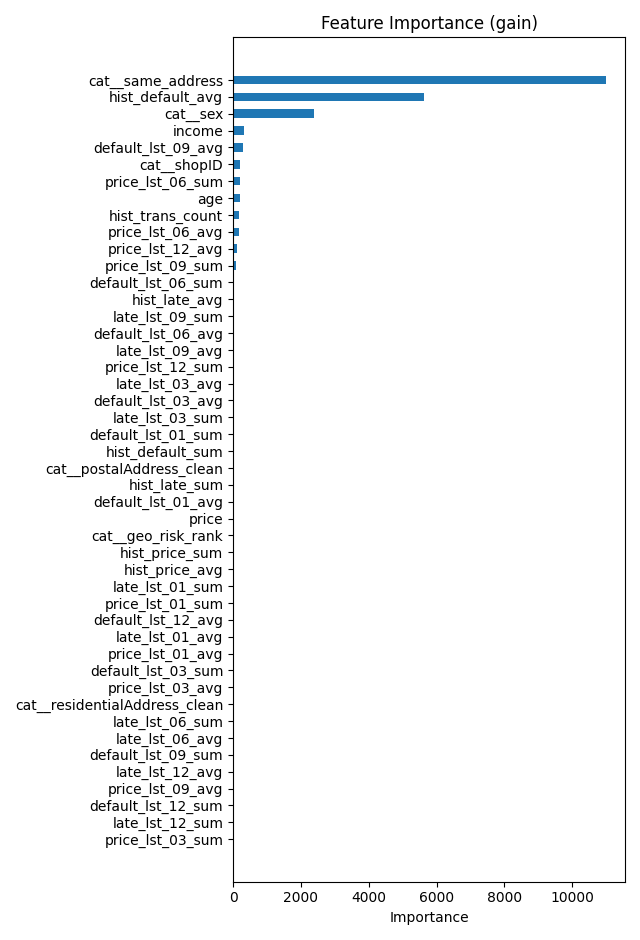 Feature Importance (gain)
cat__same_address
hist_default_avg
cat__sex
income
default_lst_09_avg
cat__shopID
price_lst_06_sum
age
hist_trans_count
price_lst_06_avg
price_lst_12_avg
price_lst_09_sum
default_lst_06_sum
hist_late_avg
late_lst_09_sum
default_lst_06_avg
late_lst_09_avg
price_lst_12_sum
late_lst_03_avg
default_lst_03_avg
late_lst_03_sum
default_lst_01_sum
hist_default_sum
cat__postalAddress_clean
hist_late_sum
default_lst_01_avg
price
cat__geo_risk_rank
hist_price_sum
hist_price_avg
late_lst_01_sum
price_lst_01_sum
default_lst_12_avg
late_lst_01_avg
price_lst_01_avg
default_lst_03_sum
price_lst_03_avg
cat__residentialAddress_clean
late_lst_06_sum
late_lst_06_avg
default_lst_09_sum
late_lst_12_avg
price_lst_09_avg
default_lst_12_sum
late_lst_12_sum
price_lst_03_sum
0 2000 4000 6000 8000 10000
Importance